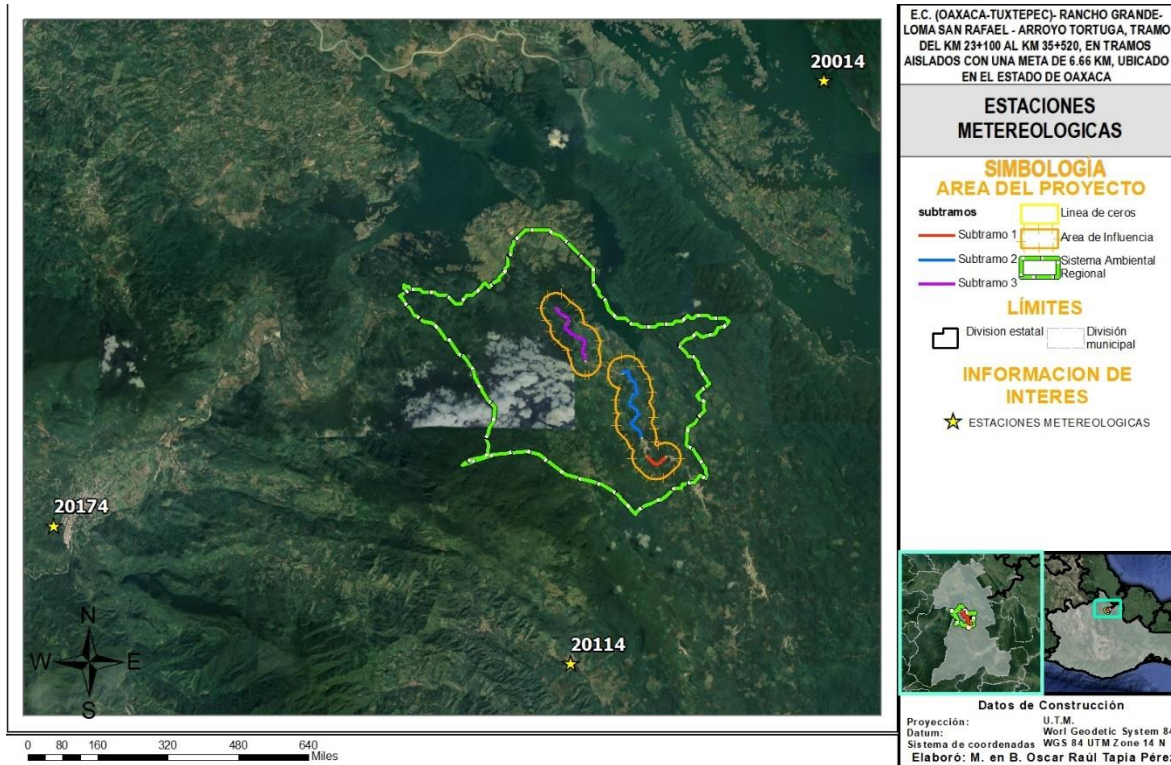 20014
20174
20114
N
W E
S
0 80 160 320 480 640
Miles
E.C. (OAXACA-TUXTEPEC)- RANCHO GRANDE-
LOMA SAN RAFAEL - ARROYO TORTUGA, TRAMO
DEL KM 23+100 AL KM 35+520, EN TRAMOS
AISLADOS CON UNA META DE 6.66 KM, UBICADO
EN EL ESTADO DE OAXACA
ESTACIONES
METEREOLOGICAS
SIMBOLOGÌA
AREA DEL PROYECTO
subtramos
Subtramo 1
Subtramo 2
Subtramo 3
Linea de ceros
Area de Influencia
Sistema Ambiental
Regional
LÍMITES
Division estatal
División
municipal
INFORMACION DE
INTERES
ESTACIONES METEREOLOGICAS
Datos de Construcción
Proyección: U.T.M.
Datum: Worl Geodetic System 84
Sistema de coordenadas WGS 84 UTM Zone 14 N
Elaboró: M. en B. Oscar Raúl Tapia Pérez